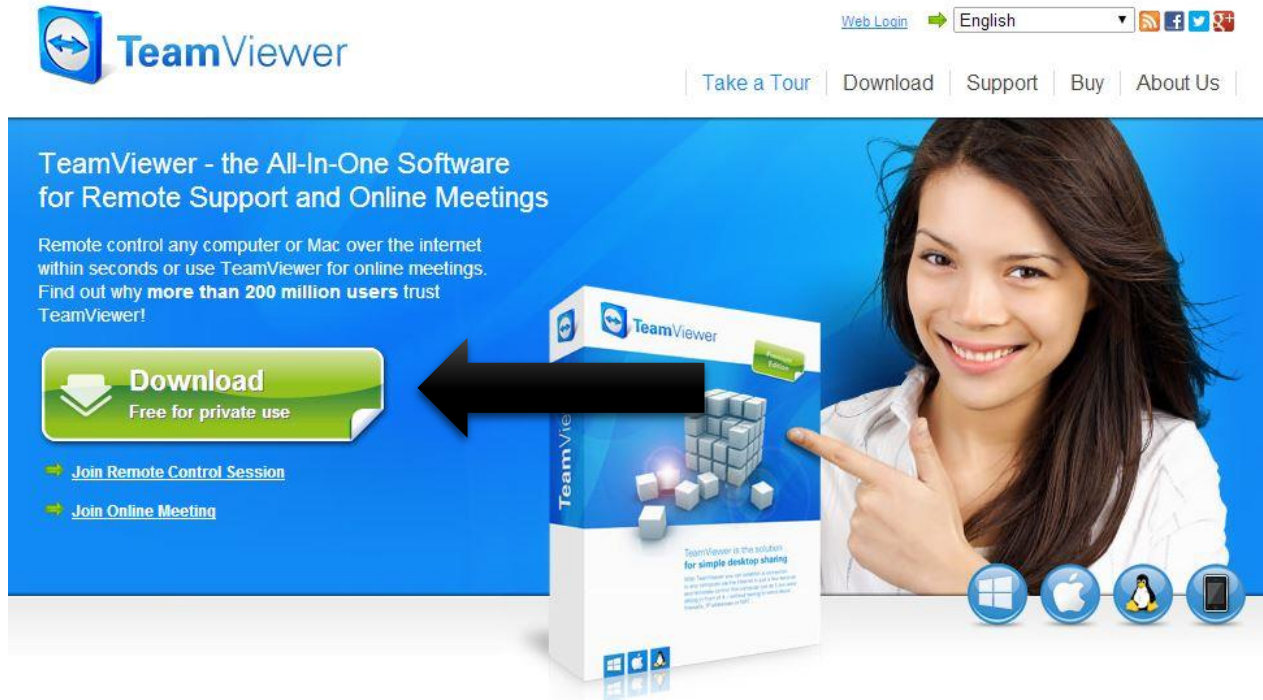 TeamViewer
Web Login
English
Take a Tour
Download
Support
Buy
About Us
TeamViewer - the All-In-One Software
for Remote Support and Online Meetings
Remote control any computer or Mac over the internet
within seconds or use TeamViewer for online meetings.
Find out why more than 200 million users trust
TeamViewer!
Download
Free for private use
Join Remote Control Session
Join Online Meeting
TeamViewer
Edition
TeamVie
TeamViewer is the solution
for simple desktop sharing